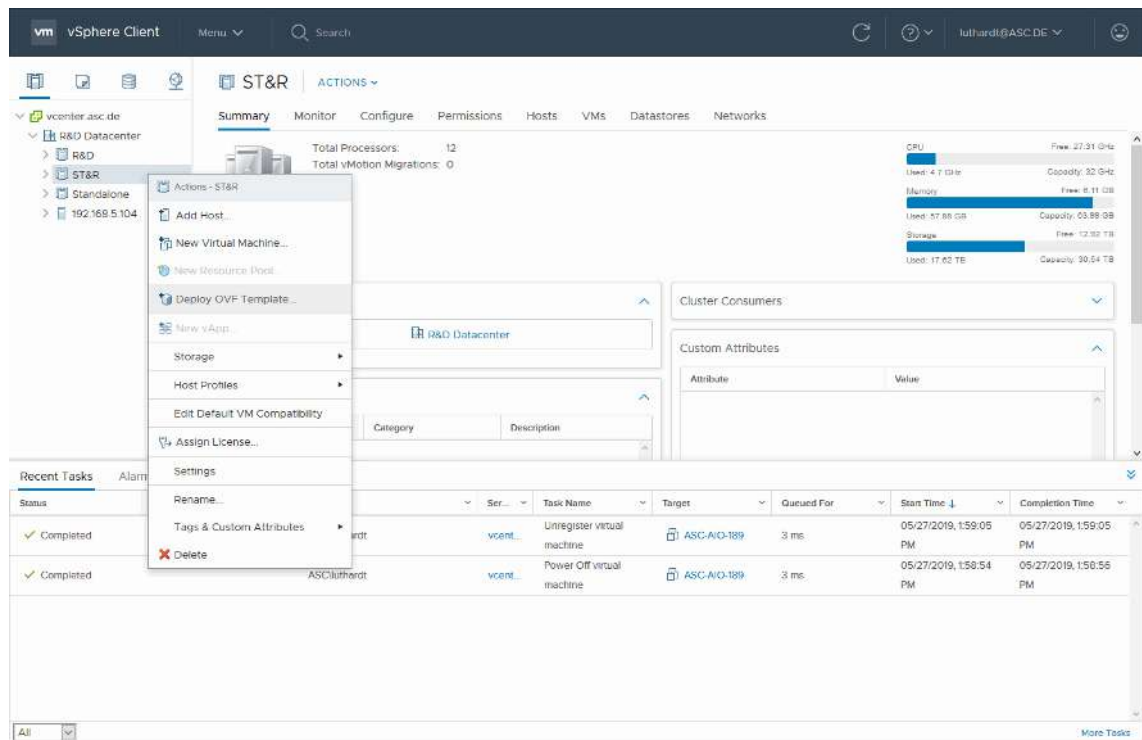 vm vSphere Client Menu Search luthardt@ASC.DE
ST&R ACTIONS
vcenter.asc.de
R&D Datacenter
R&D
ST&R
Standalone
192.168.5.104
Summary Monitor Configure Permissions Hosts VMs Datastores Networks
Total Processors: 12
Total vMotion Migrations: 0
CPU Free: 27.31 GHz
Used: 4.7 GHz Capacity: 32 GHz
Memory Free: 6.11 GB
Used: 57.88 GB Capacity: 63.99 GB
Storage Free: 12.92 TB
Used: 17.62 TB Capacity: 30.54 TB
Actions - ST&R
Add Host...
New Virtual Machine...
New Resource Pool...
Deploy OVF Template...
New vApp...
Storage
Host Profiles
Edit Default VM Compatibility
Assign License...
Settings
Rename...
Tags & Custom Attributes
Delete
R&D Datacenter
Category Description
Cluster Consumers
Custom Attributes
Attribute Value
Recent Tasks Alarm
Status Ser... Task Name Target Queued For Start Time Completion Time
Completed vcent... Unregister virtual machine ASC-AIO-189 3 ms 05/27/2019, 1:59:05 PM 05/27/2019, 1:59:05 PM
Completed ASC\luthardt vcent... Power Off virtual machine ASC-AIO-189 3 ms 05/27/2019, 1:58:54 PM 05/27/2019, 1:58:56 PM
All More Tasks